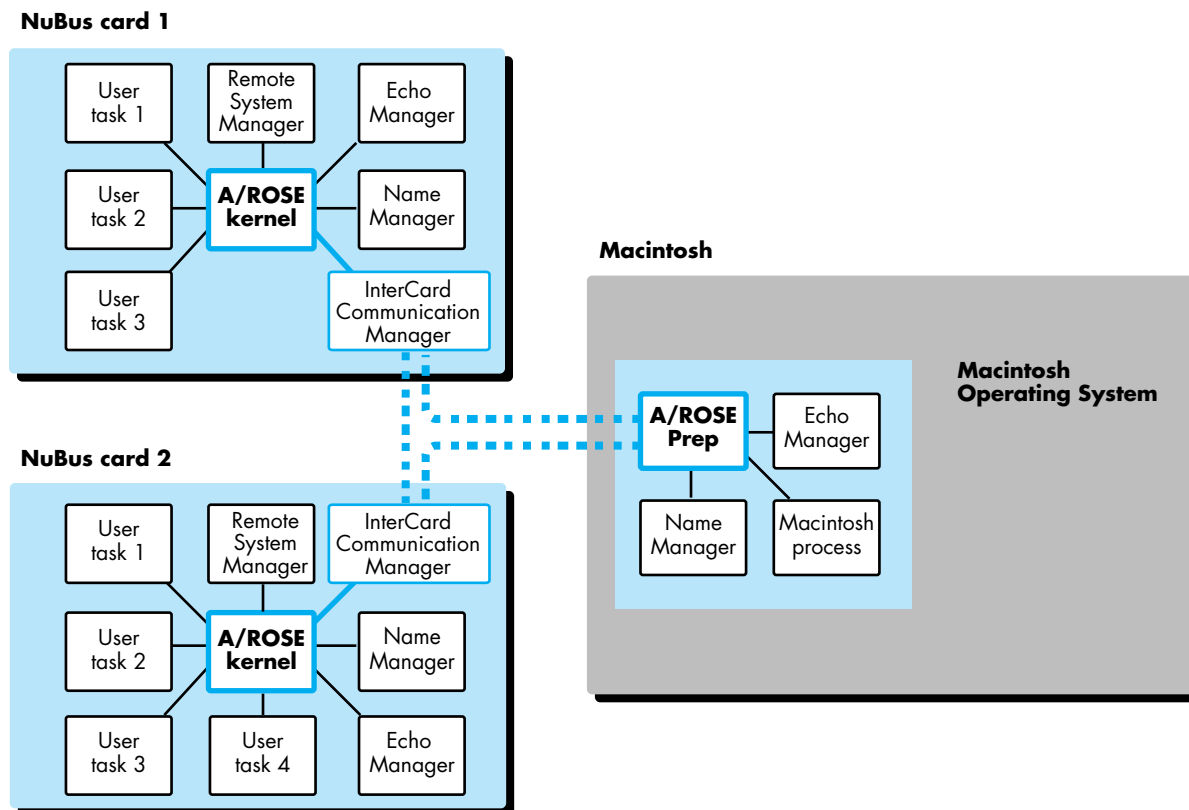 NuBus card 1
User
task 1
Remote
System
Manager
Echo
Manager
User
task 2
A/ROSE
kernel
Name
Manager
User
task 3
InterCard
Communication
Manager
Macintosh
Macintosh
Operating System
A/ROSE
Prep
Echo
Manager
Name
Manager
Macintosh
process
NuBus card 2
User
task 1
Remote
System
Manager
InterCard
Communication
Manager
User
task 2
A/ROSE
kernel
Name
Manager
User
task 3
User
task 4
Echo
Manager